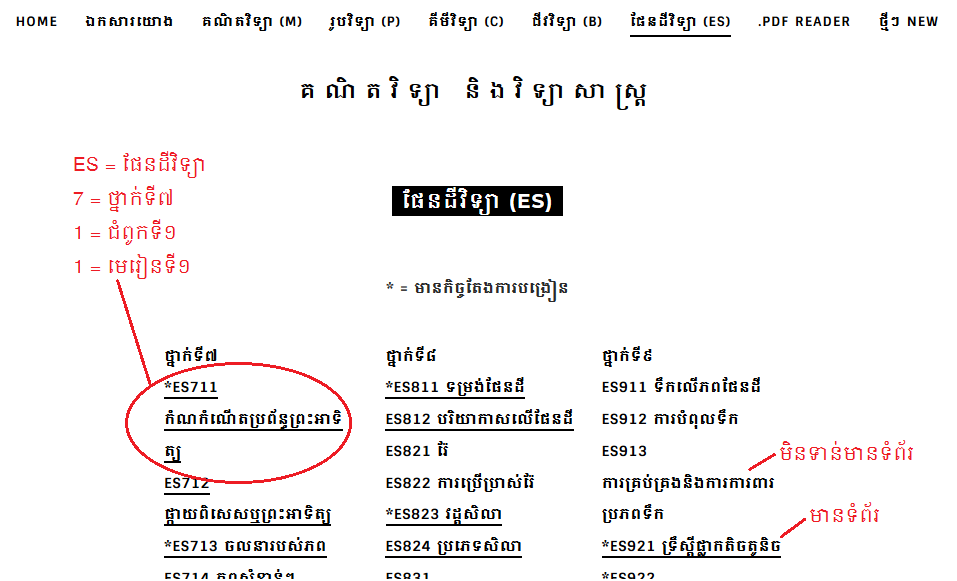 HOME ឯកសារយោង គណិតវិទ្យា (M) រូបវិទ្យា (P) គីមីវិទ្យា (C) ជីវវិទ្យា (B) ផែនដីវិទ្យា (ES) .PDF READER ថ្មីៗ NEW
គណិតវិទ្យា និងវិទ្យាសាស្ត្រ
ES = ផែនដីវិទ្យា
7 = ថ្នាក់ទី៧
1 = ជំពូកទី១
1 = មេរៀនទី១
ផែនដីវិទ្យា (ES)
* = មានកិច្ចតែងការបង្រៀន
ថ្នាក់ទី៧
*ES711
កំណកំណើតប្រព័ន្ធព្រះអាទិ
ត្យ
ES712
ផ្កាយពិសេសឬព្រះអាទិត្យ
*ES713 ចលនារបស់ភព
ES714 ភពសំខាន់ៗ
ថ្នាក់ទី៨
*ES811 ទម្រង់ផែនដី
ES812 បរិយាកាសលើផែនដី
ES821 រ៉ែ
ES822 ការប្រើប្រាស់រ៉ែ
*ES823 វដ្ដសិលា
ES824 ប្រភេទសិលា
ES831
ថ្នាក់ទី៩
ES911 ទឹកលើភពផែនដី
ES912 ការបំពុលទឹក
ES913
ការគ្រប់គ្រងនិងការការពារ
ប្រភពទឹក
*ES921 ទ្រឹស្ដីផ្លាកតិចតូនិច
*ES922
មិនទាន់មានទំព័រ
មានទំព័រ